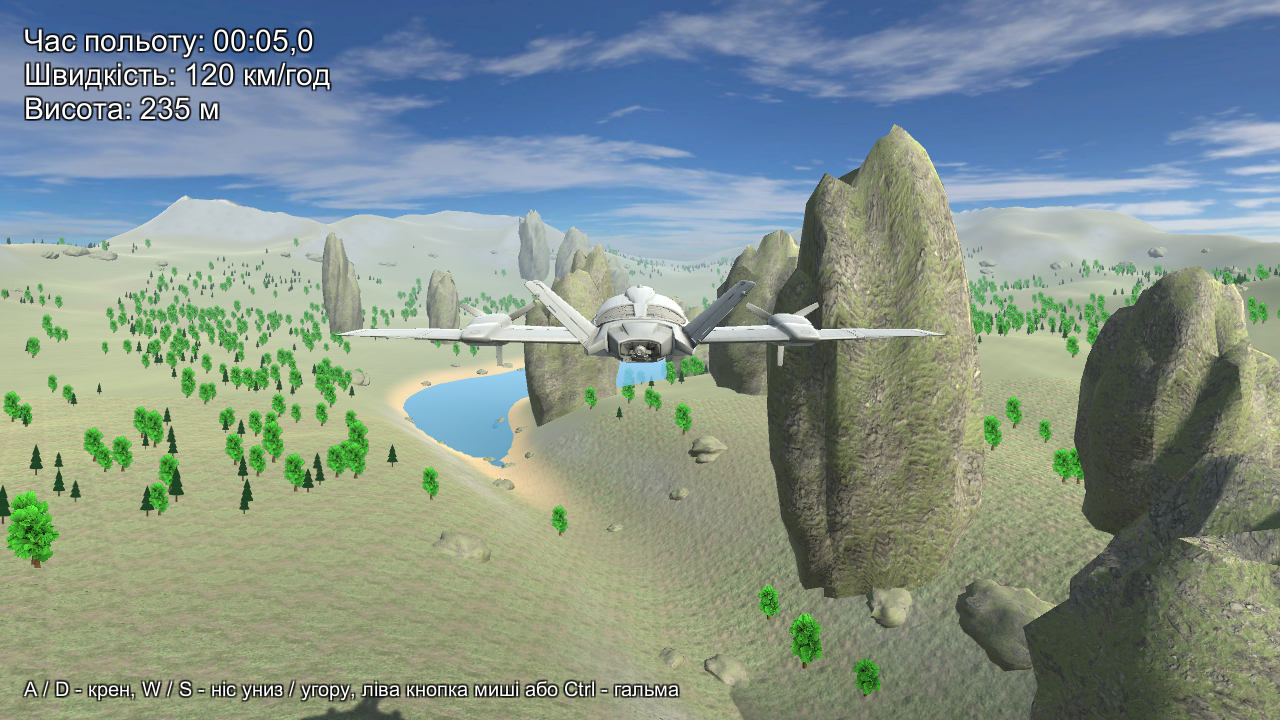 Час польоту: 00:05,0
Швидкість: 120 км/год
Висота: 235 м
A / D - крен, W / S - ніс униз / угору, ліва кнопка миші або Ctrl - гальма